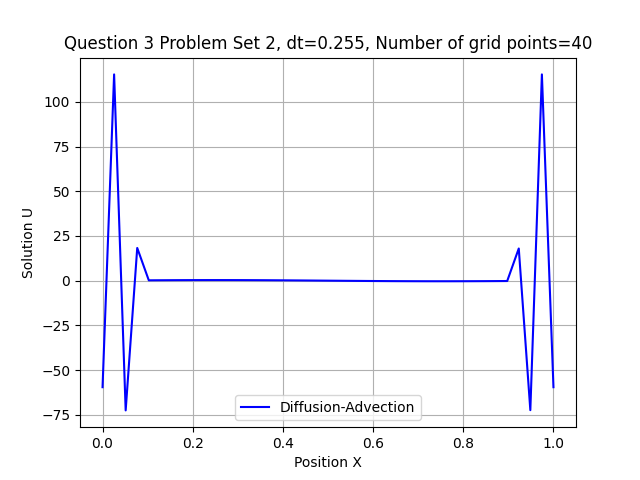 Question 3 Problem Set 2, dt=0.255, Number of grid points=40
Solution U
100
75
50
25
0
−25
−50
−75
Diffusion-Advection
0.0 0.2 0.4 0.6 0.8 1.0
Position X